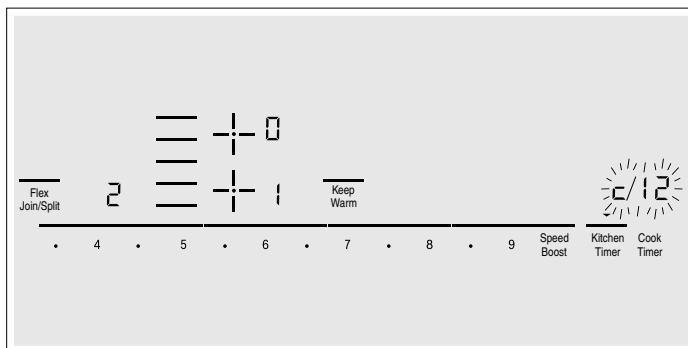 0
2
1
Flex
Join/Split
Keep
Warm
c/12
. 4 . 5 . 6 . 7 . 8 . 9
Speed
Boost
Kitchen
Timer
Cook
Timer